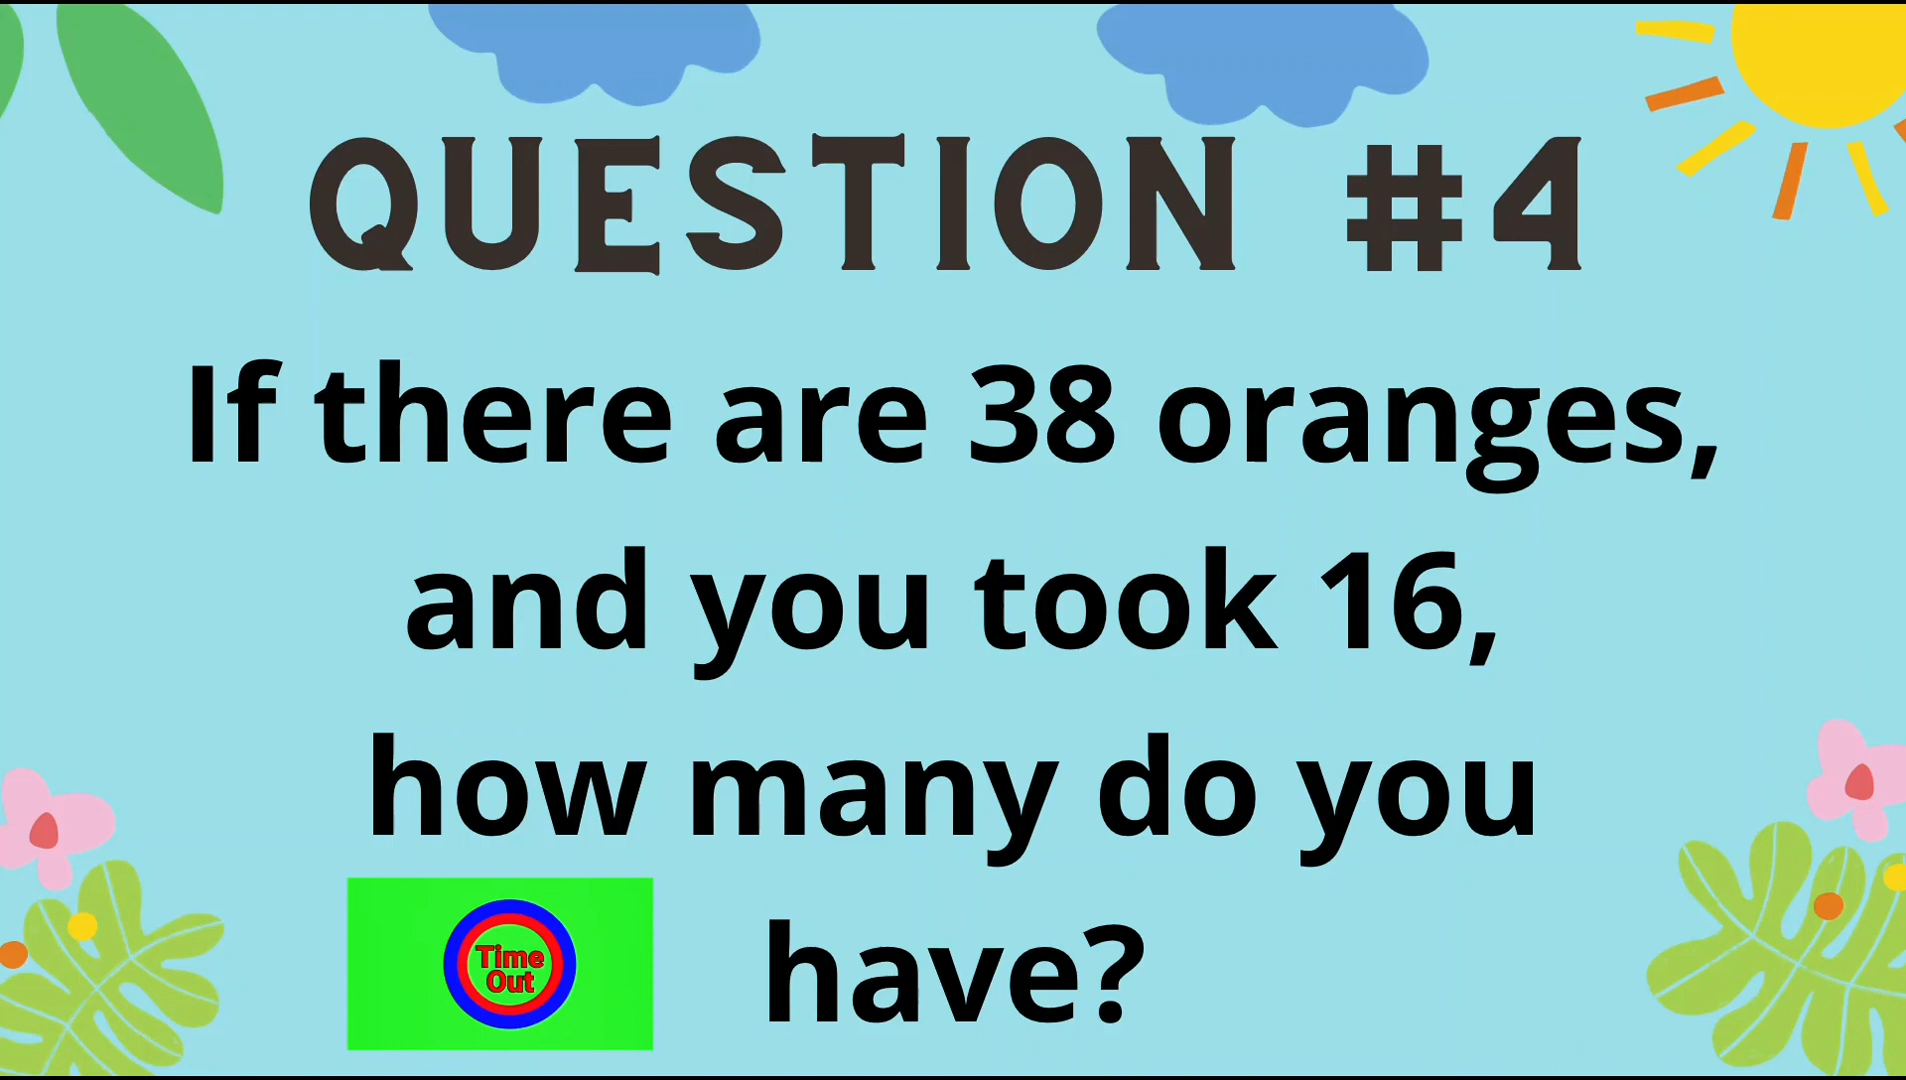 QUESTION #4
If there are 38 oranges,
and you took 16,
how many do you
have?
Time
Out